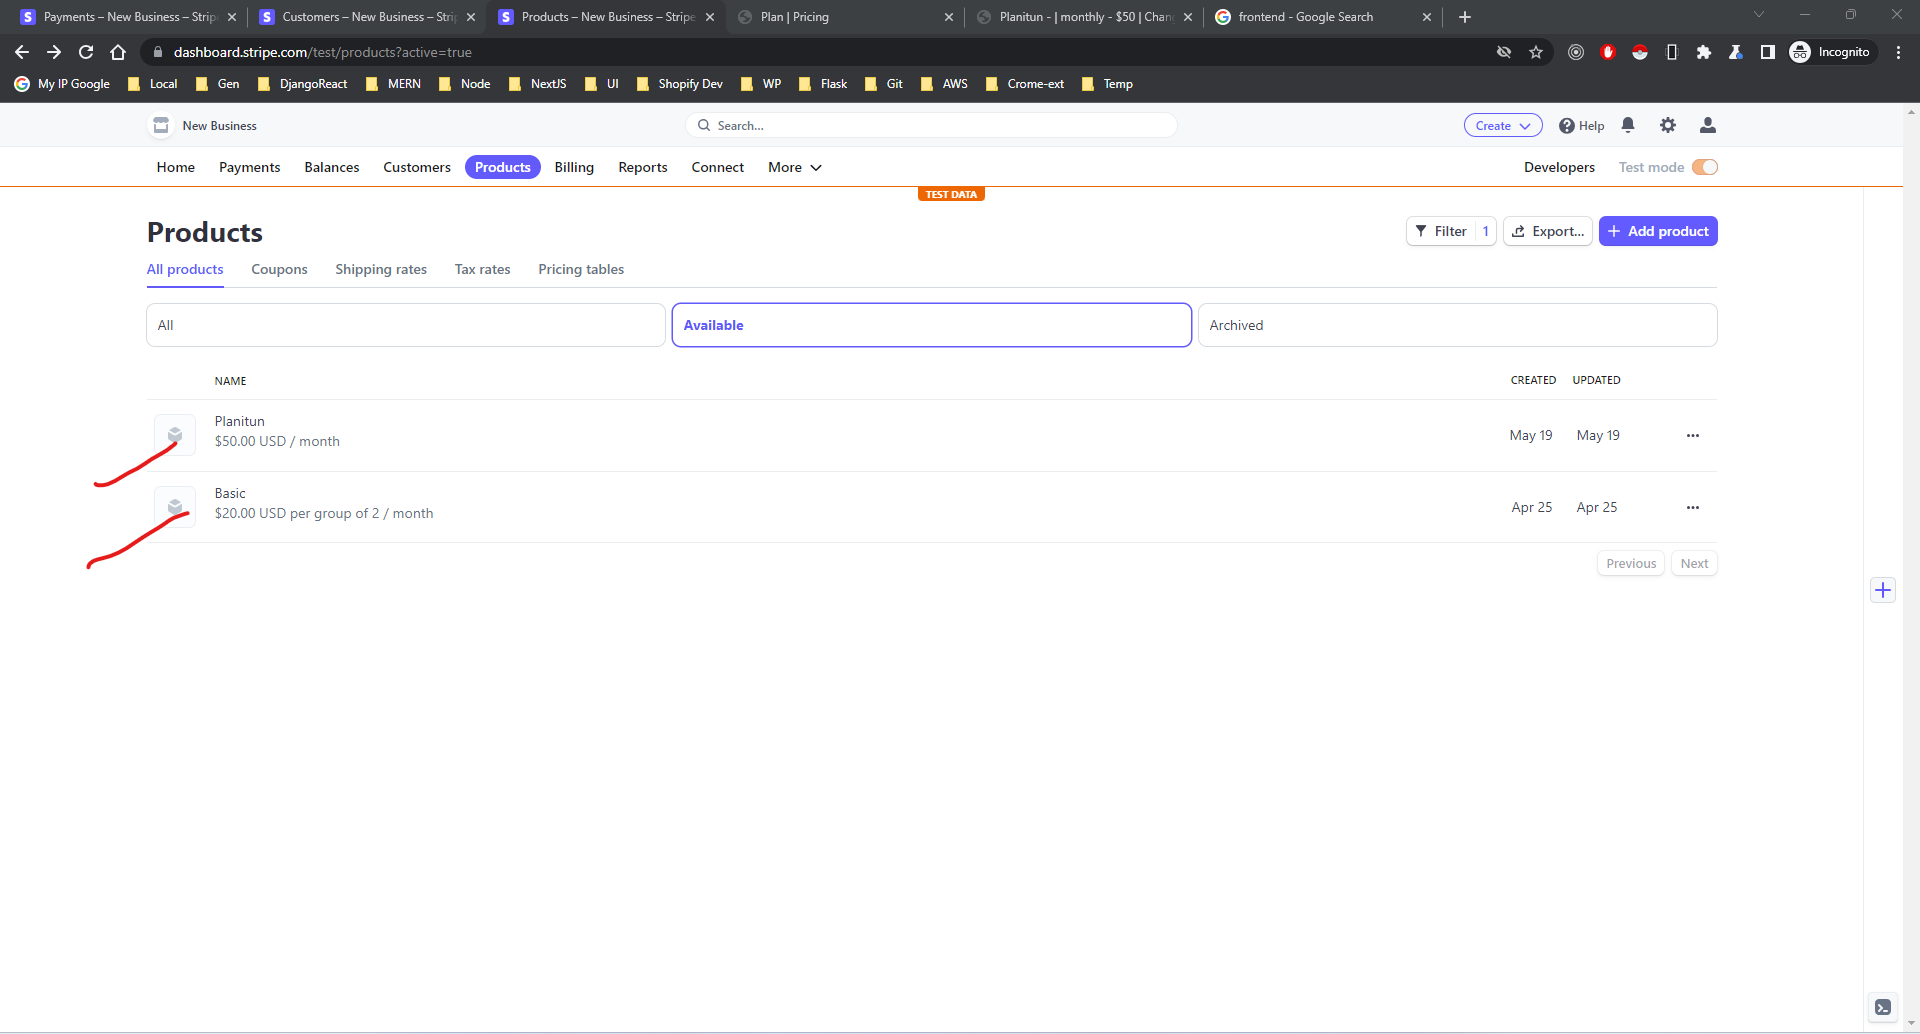 Payments – New Business – Strip
Customers – New Business – Strip
Products – New Business – Stripe
Plan | Pricing
Planitun - | monthly - $50 | Chan
frontend - Google Search
dashboard.stripe.com/test/products?active=true
Incognito
My IP Google
Local
Gen
DjangoReact
MERN
Node
NextJS
UI
Shopify Dev
WP
Flask
Git
AWS
Crome-ext
Temp
New Business
Search...
Create
Help
Home
Payments
Balances
Customers
Products
Billing
Reports
Connect
More
Developers
Test mode
TEST DATA
Products
Filter 1
Export...
Add product
All products
Coupons
Shipping rates
Tax rates
Pricing tables
All
Available
Archived
NAME
CREATED
UPDATED
Planitun
$50.00 USD / month
May 19
May 19
Basic
$20.00 USD per group of 2 / month
Apr 25
Apr 25
Previous
Next